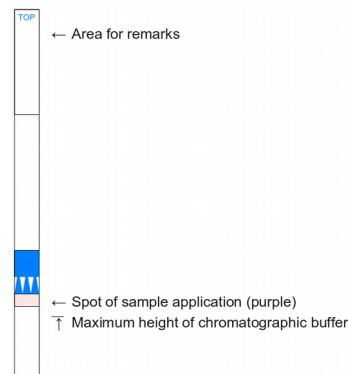 TOP
← Area for remarks
← Spot of sample application (purple)
↑ Maximum height of chromatographic buffer